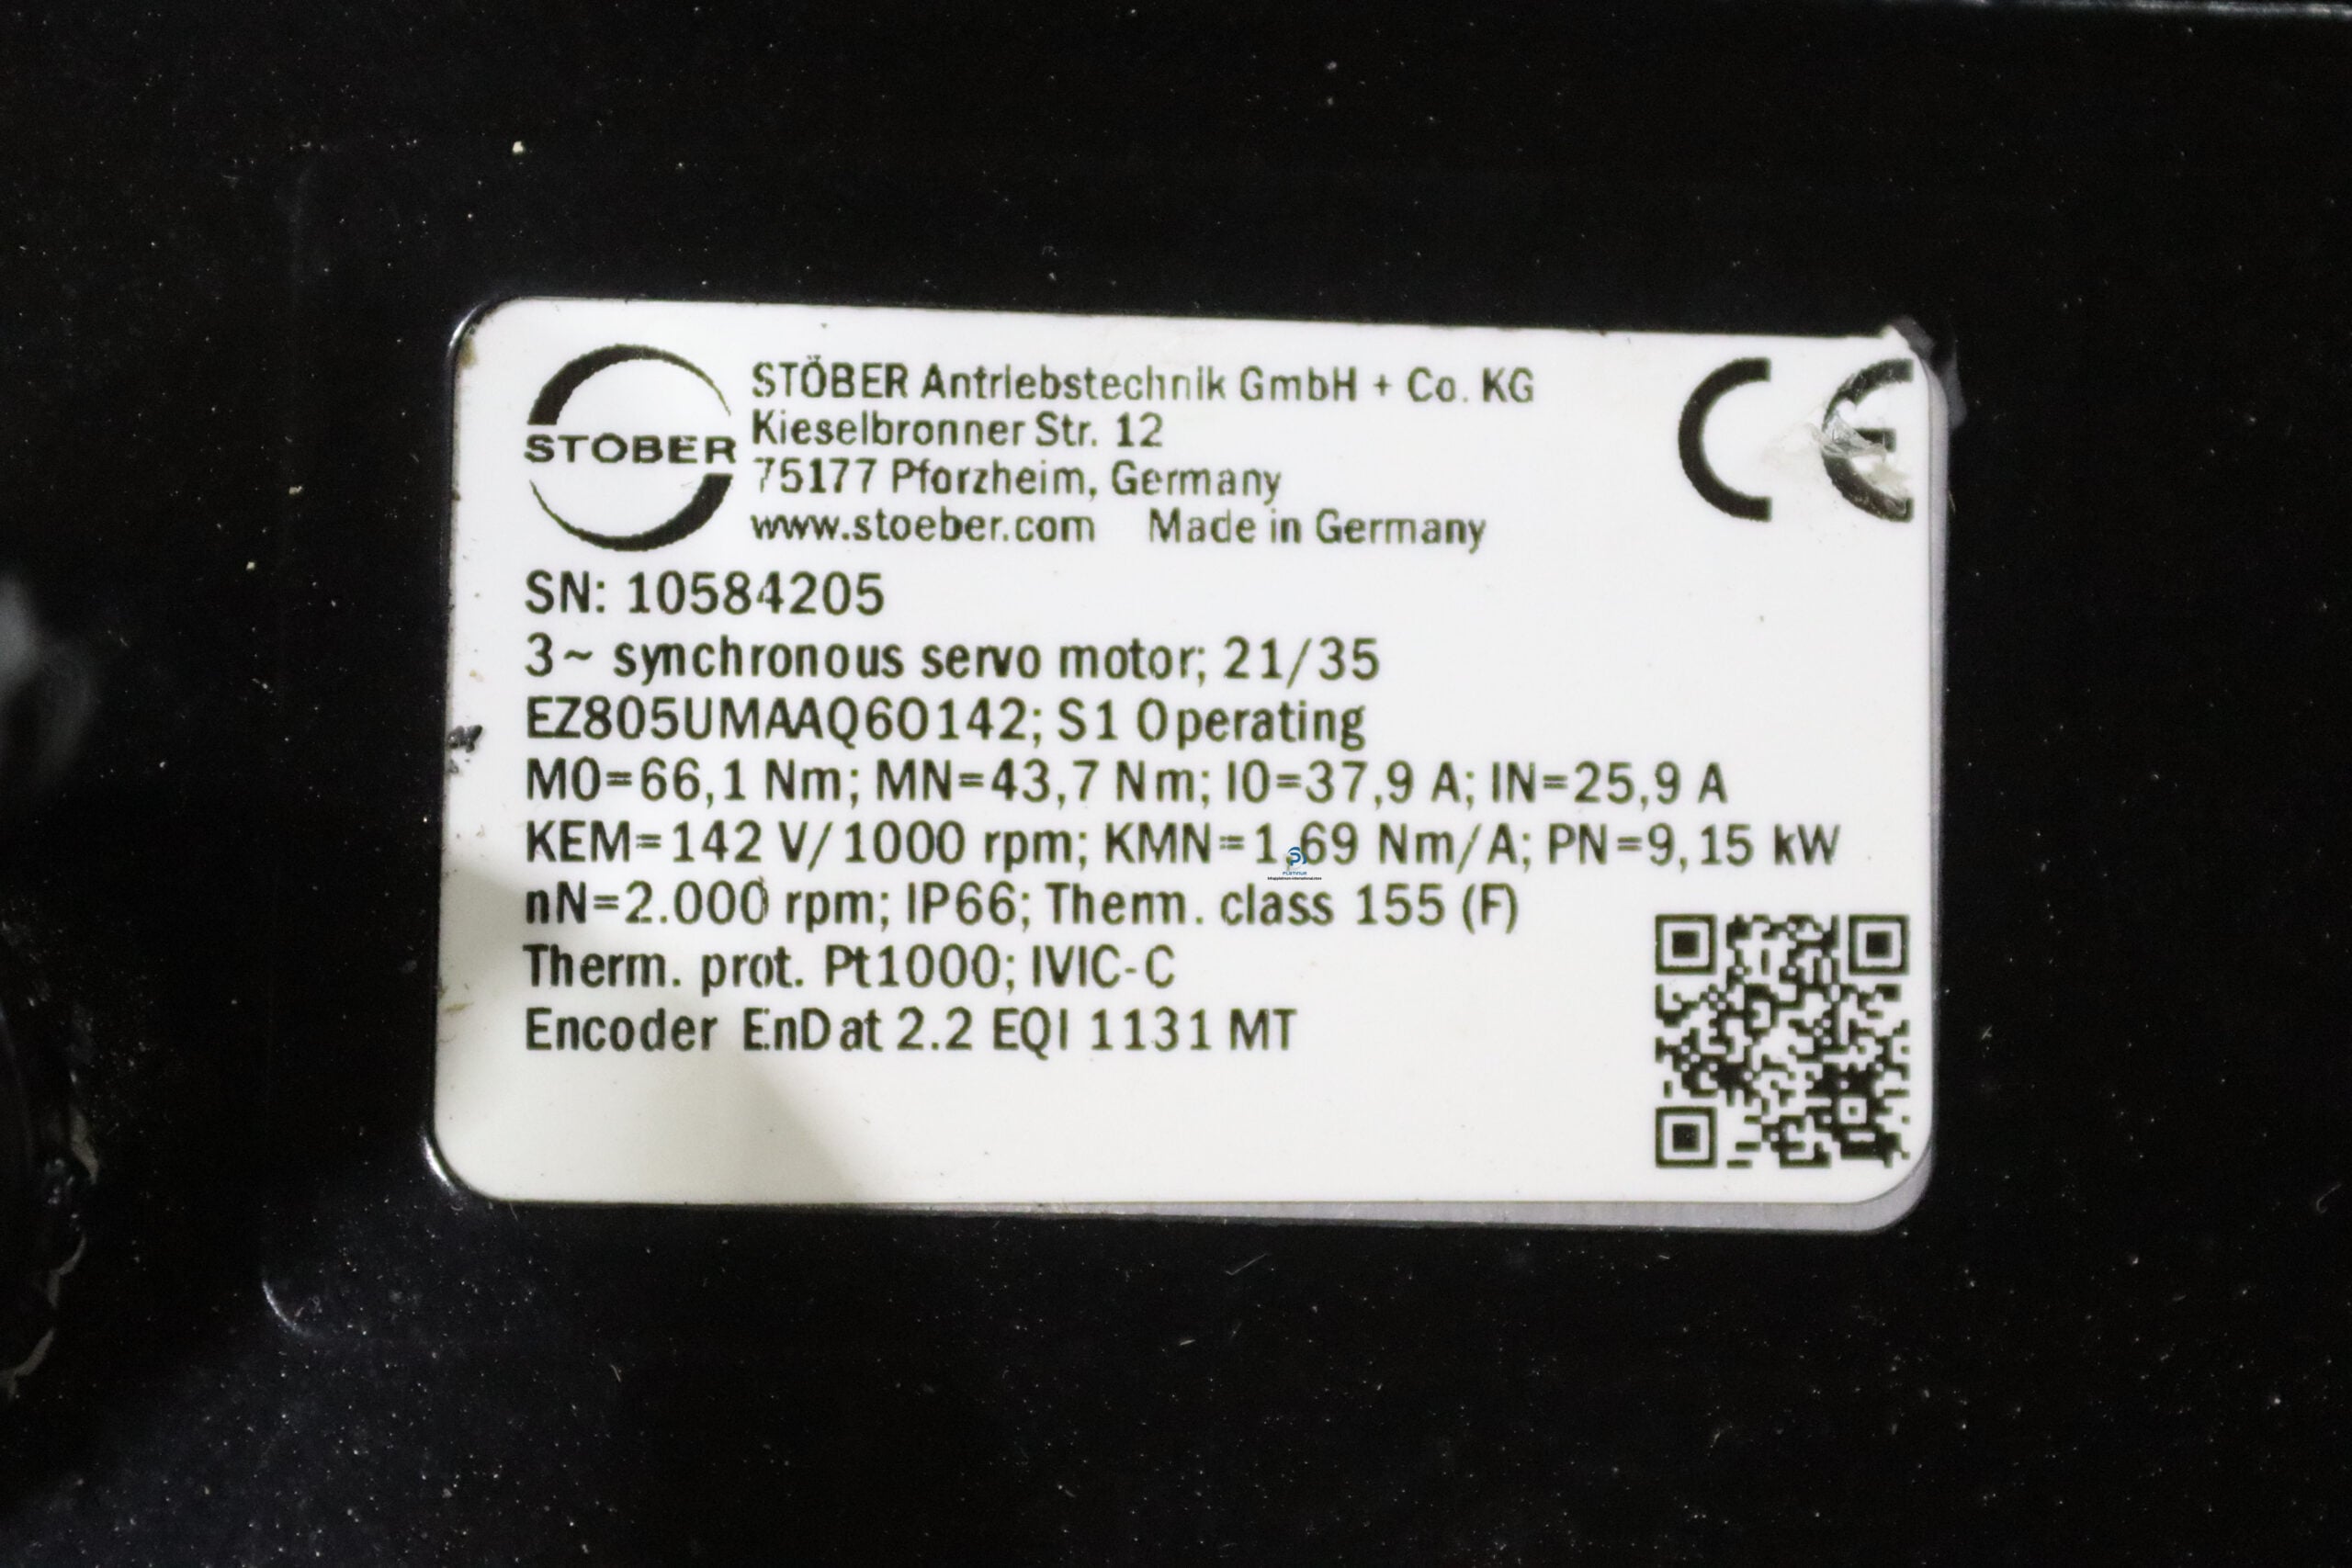 STÖBER
STÖBER Antriebstechnik GmbH + Co. KG
Kieselbronner Str. 12
75177 Pforzheim, Germany
www.stoeber.com Made in Germany
CE
SN: 10584205
3~ synchronous servo motor; 21/35
EZ805UMAAQ60142; S1 Operating
M0=66,1 Nm; MN=43,7 Nm; I0=37,9 A; IN=25,9 A
KEM=142 V/1000 rpm; KMN=1,69 Nm/A; PN=9,15 kW
nN=2.000 rpm; IP66; Therm. class 155 (F)
Therm. prot. Pt1000; IVIC-C
Encoder EnDat 2.2 EQI 1131 MT